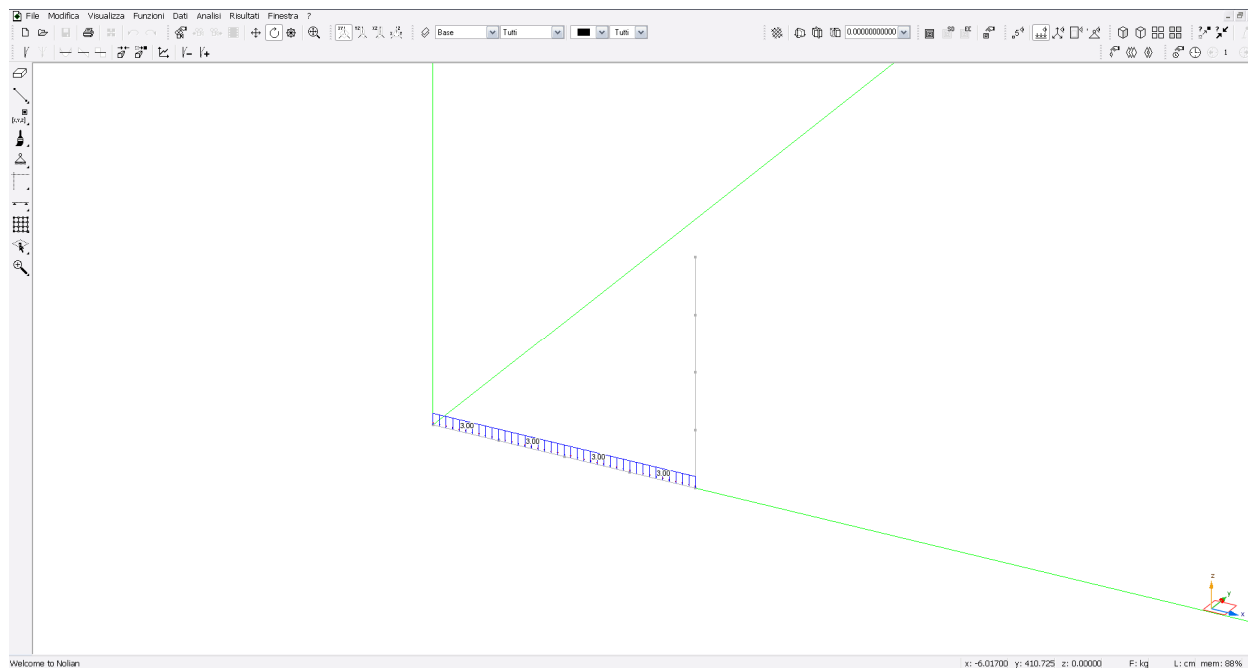 File Modifica Visualizza Funzioni Dati Analisi Risultati Finestra ?
Base Tutti Tutti 0.00000000000
1
3.00
3.00
3.00
3.00
z
y
x
Welcome to Nolian x: -6.01700 y: 410.725 z: 0.00000 F: kg L: cm mem: 88%